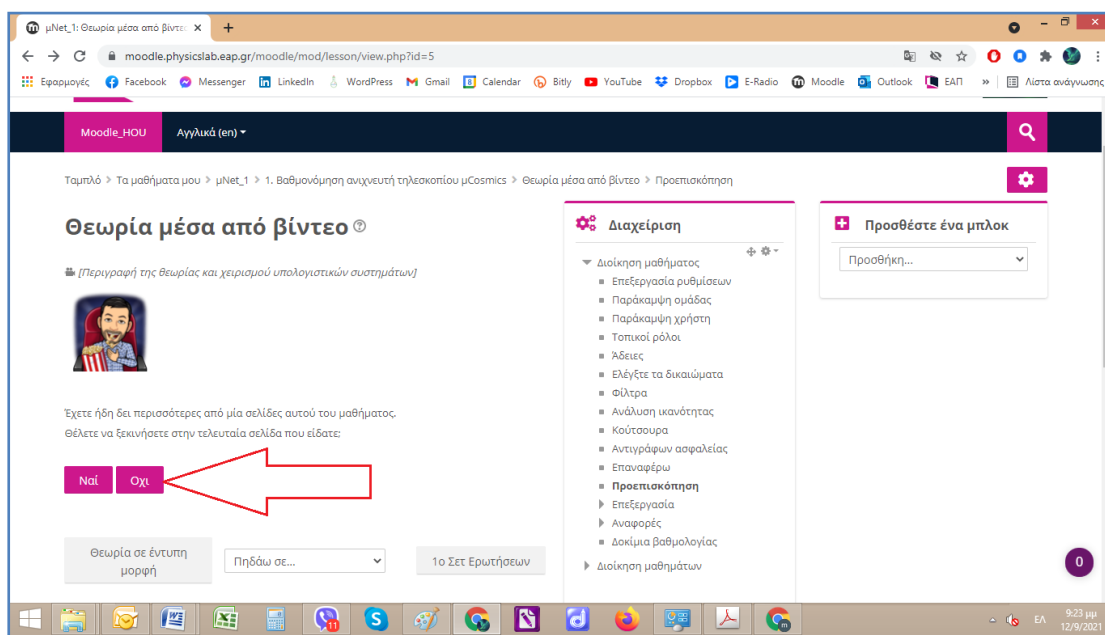 μNet_1: Θεωρία μέσα από βίντεο
moodle.physicslab.eap.gr/moodle/mod/lesson/view.php?id=5
Εφαρμογές Facebook Messenger LinkedIn WordPress M Gmail 8 Calendar Bitly YouTube Dropbox E-Radio Moodle Outlook ΕΑΠ » Λίστα ανάγνωσης
Moodle_HOU Αγγλικά (en)
Ταμπλό > Τα μαθήματα μου > μNet_1 > 1. Βαθμονόμηση ανιχνευτή τηλεσκοπίου μCosmics > Θεωρία μέσα από βίντεο > Προεπισκόπηση
Θεωρία μέσα από βίντεο
[Περιγραφή της θεωρίας και χειρισμού υπολογιστικών συστημάτων]
Έχετε ήδη δει περισσότερες από μία σελίδες αυτού του μαθήματος.
Θέλετε να ξεκινήσετε στην τελευταία σελίδα που είδατε;
Ναί Οχι
Θεωρία σε έντυπη
μορφή
Πηδάω σε...
1ο Σετ Ερωτήσεων
Διαχείριση
Διοίκηση μαθήματος
Επεξεργασία ρυθμίσεων
Παράκαμψη ομάδας
Παράκαμψη χρήστη
Τοπικοί ρόλοι
Άδειες
Ελέγξτε τα δικαιώματα
Φίλτρα
Ανάλυση ικανότητας
Κούτσουρα
Αντιγράφων ασφαλείας
Επαναφέρω
Προεπισκόπηση
Επεξεργασία
Αναφορές
Δοκίμια βαθμολογίας
Διοίκηση μαθημάτων
Προσθέστε ένα μπλοκ
Προσθήκη...
0
11
ΕΛ
9:23 μμ
12/9/2021